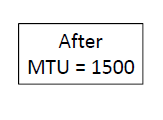 After
MTU = 1500